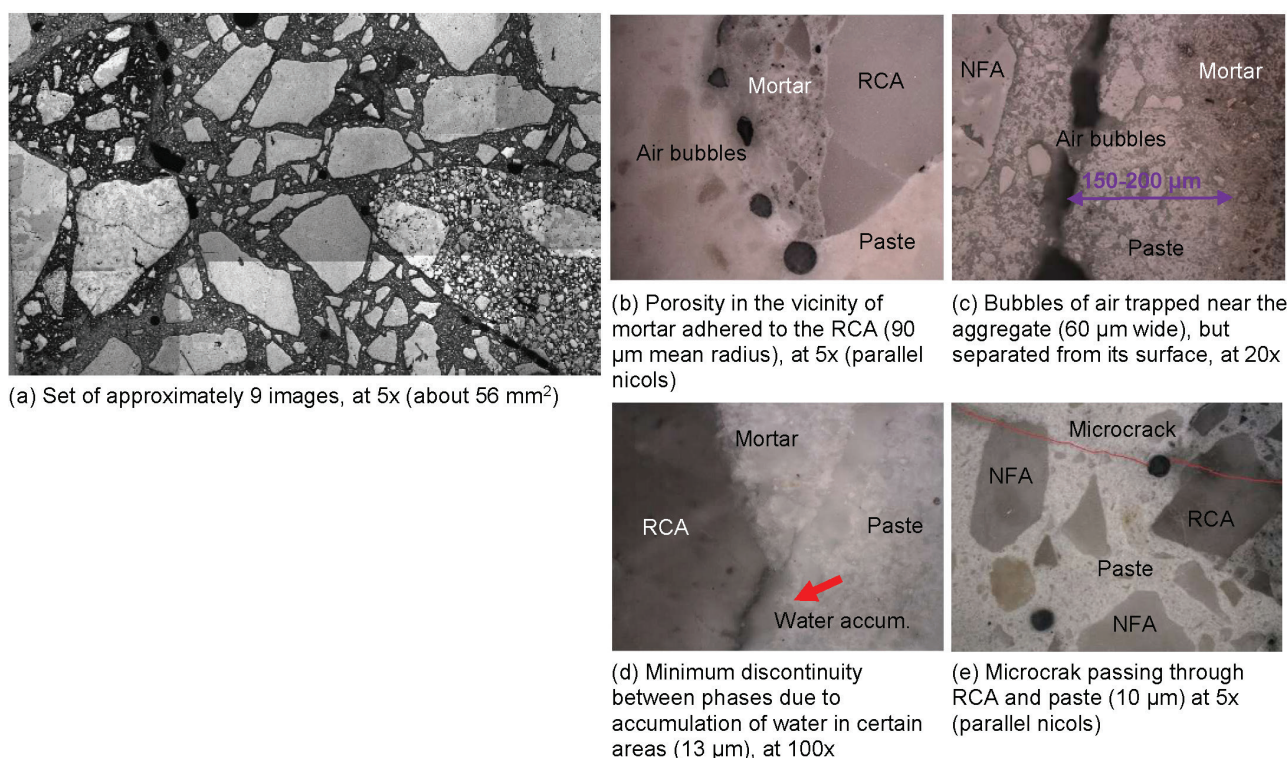 (a) Set of approximately 9 images, at 5x (about 56 mm²)
Mortar
RCA
Air bubbles
Paste
(b) Porosity in the vicinity of
mortar adhered to the RCA (90
µm mean radius), at 5x (parallel
nicols)
NFA
Mortar
Air bubbles
150-200 µm
Paste
(c) Bubbles of air trapped near the
aggregate (60 µm wide), but
separated from its surface, at 20x
Mortar
RCA
Paste
Water accum.
(d) Minimum discontinuity
between phases due to
accumulation of water in certain
areas (13 µm), at 100x
Microcrack
NFA
RCA
Paste
NFA
(e) Microcrak passing through
RCA and paste (10 µm) at 5x
(parallel nicols)